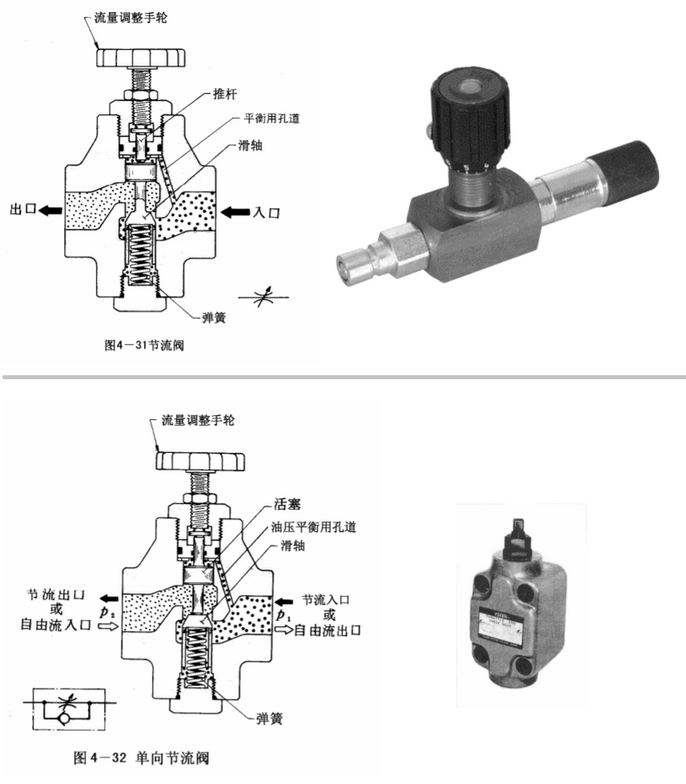 流量调整手轮
推杆
平衡用孔道
滑轴
出口
入口
弹簧
图4－31节流阀
流量调整手轮
活塞
油压平衡用孔道
滑轴
节流出口
或
自由流入口
p₂
节流入口
或
自由流出口
p₁
弹簧
图4－32 单向节流阀